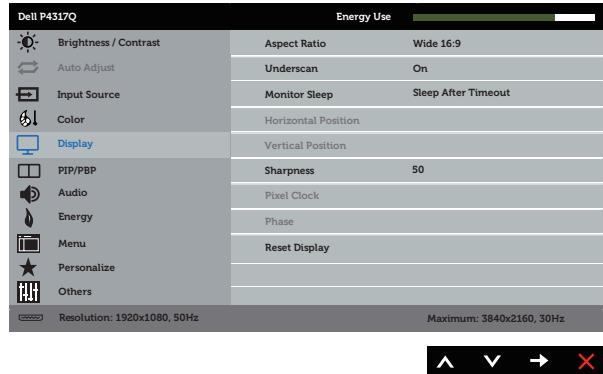 Dell P4317Q Energy Use
Brightness / Contrast
Auto Adjust
Input Source
Color
Display
PIP/PBP
Audio
Energy
Menu
Personalize
Others
Aspect Ratio Wide 16:9
Underscan On
Monitor Sleep Sleep After Timeout
Horizontal Position
Vertical Position
Sharpness 50
Pixel Clock
Phase
Reset Display
Resolution: 1920x1080, 50Hz Maximum: 3840x2160, 30Hz